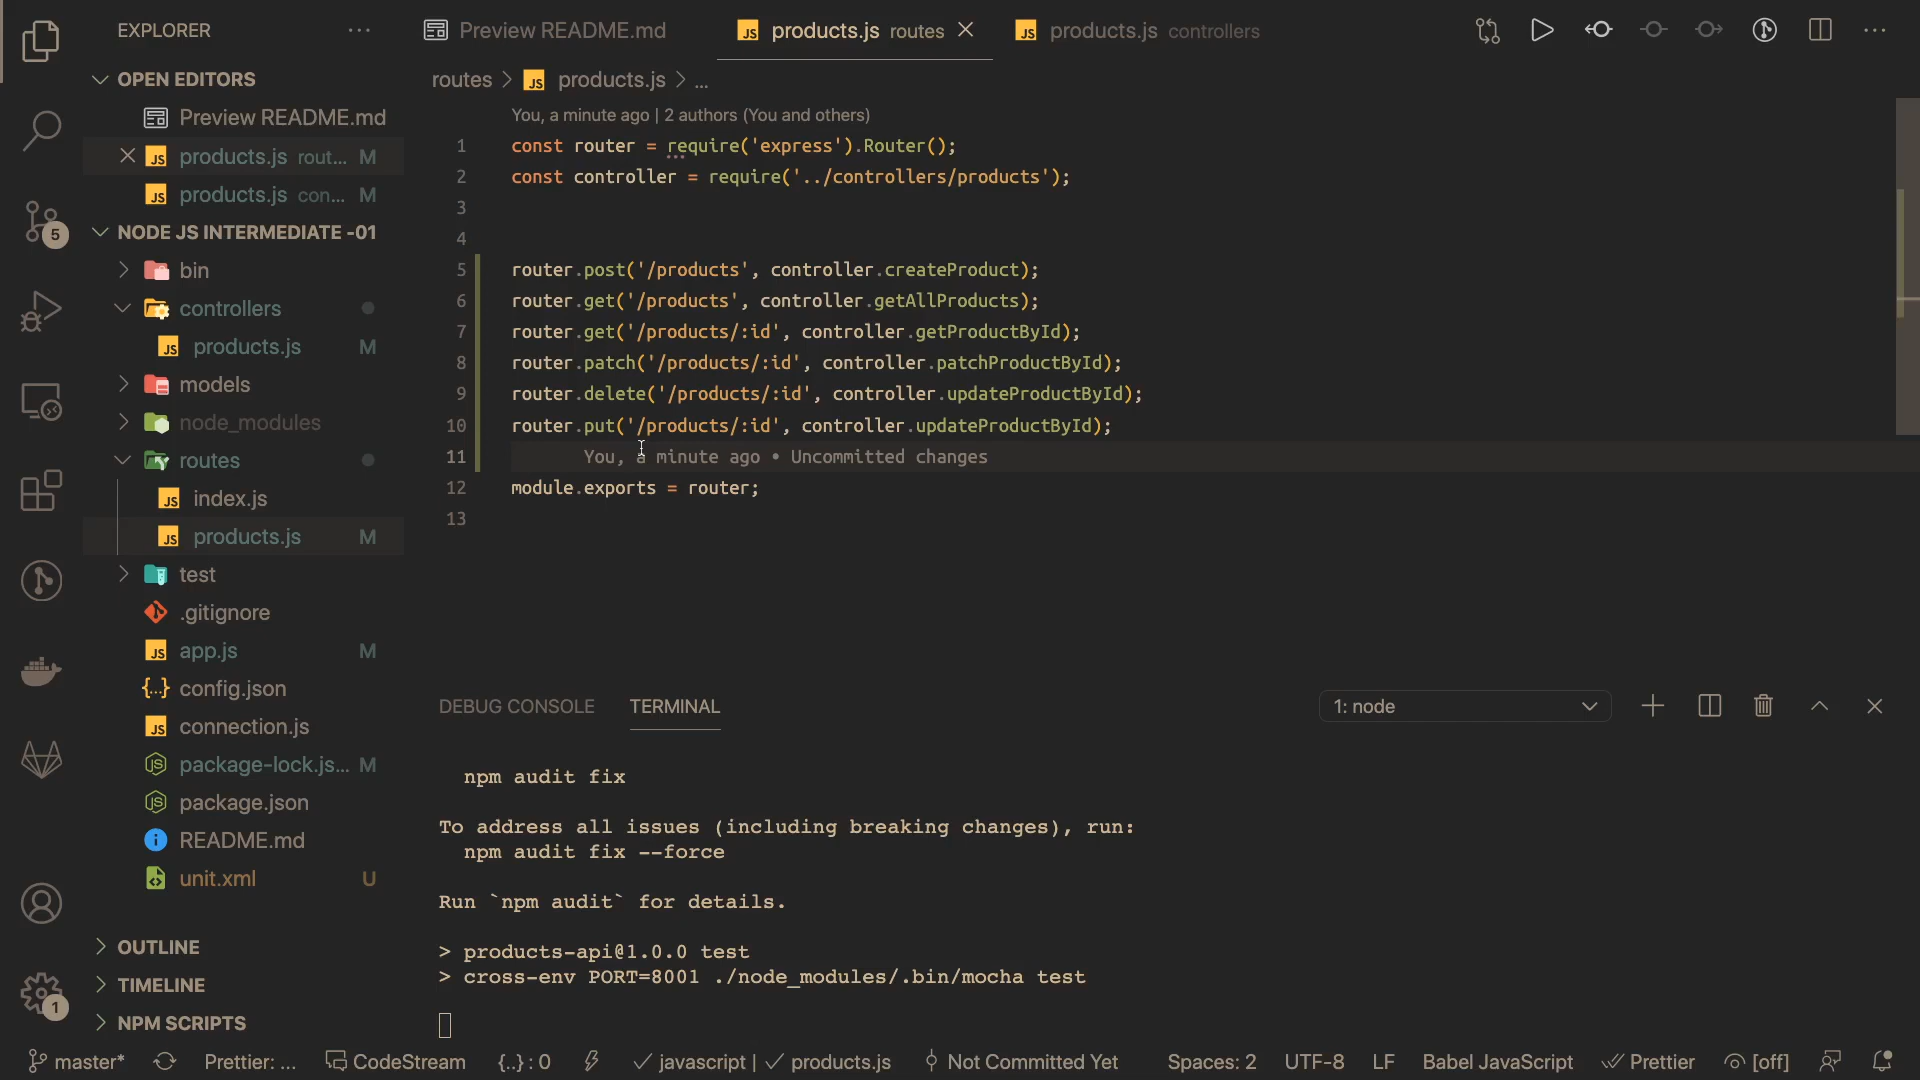 EXPLORER
OPEN EDITORS
Preview README.md
products.js rout... M
products.js con... M
NODE JS INTERMEDIATE -01
bin
controllers
products.js M
models
node_modules
routes
index.js
products.js M
test
.gitignore
app.js M
config.json
connection.js
package-lock.js... M
package.json
README.md
unit.xml U
OUTLINE
TIMELINE
NPM SCRIPTS
5
1
Preview README.md
products.js routes
products.js controllers
routes > products.js > ...
You, a minute ago | 2 authors (You and others)
1 const router = require('express').Router();
2 const controller = require('../controllers/products');
3
4
5 router.post('/products', controller.createProduct);
6 router.get('/products', controller.getAllProducts);
7 router.get('/products/:id', controller.getProductById);
8 router.patch('/products/:id', controller.patchProductById);
9 router.delete('/products/:id', controller.updateProductById);
10 router.put('/products/:id', controller.updateProductById);
11 You, a minute ago • Uncommitted changes
12 module.exports = router;
13
DEBUG CONSOLE TERMINAL 1: node
npm audit fix
To address all issues (including breaking changes), run:
npm audit fix --force
Run `npm audit` for details.
> products-api@1.0.0 test
> cross-env PORT=8001 ./node_modules/.bin/mocha test
master* Prettier: ... CodeStream {..} : 0 javascript | products.js Not Committed Yet Spaces: 2 UTF-8 LF Babel JavaScript Prettier [off]